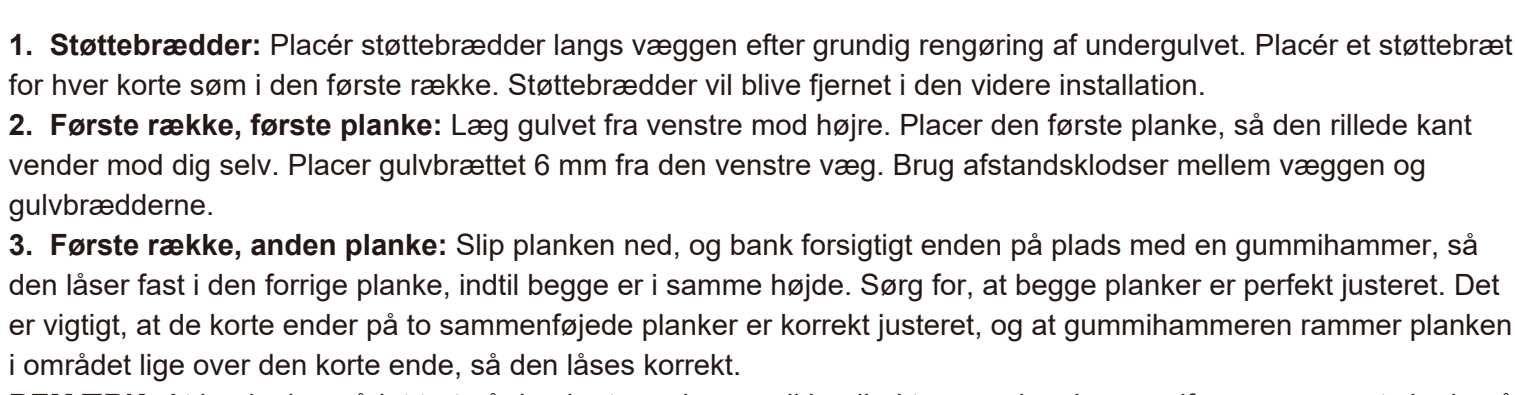 1. Støttebrædder: Placér støttebrædder langs væggen efter grundig rengøring af undergulvet. Placér et støttebræt
for hver korte søm i den første række. Støttebrædder vil blive fjernet i den videre installation.
2. Første række, første planke: Læg gulvet fra venstre mod højre. Placer den første planke, så den rillede kant
vender mod dig selv. Placer gulvbrættet 6 mm fra den venstre væg. Brug afstandsklodser mellem væggen og
gulvbrædderne.
3. Første række, anden planke: Slip planken ned, og bank forsigtigt enden på plads med en gummihammer, så
den låser fast i den forrige planke, indtil begge er i samme højde. Sørg for, at begge planker er perfekt justeret. Det
er vigtigt, at de korte ender på to sammenføjede planker er korrekt justeret, og at gummihammeren rammer planken
i området lige over den korte ende, så den låses korrekt.